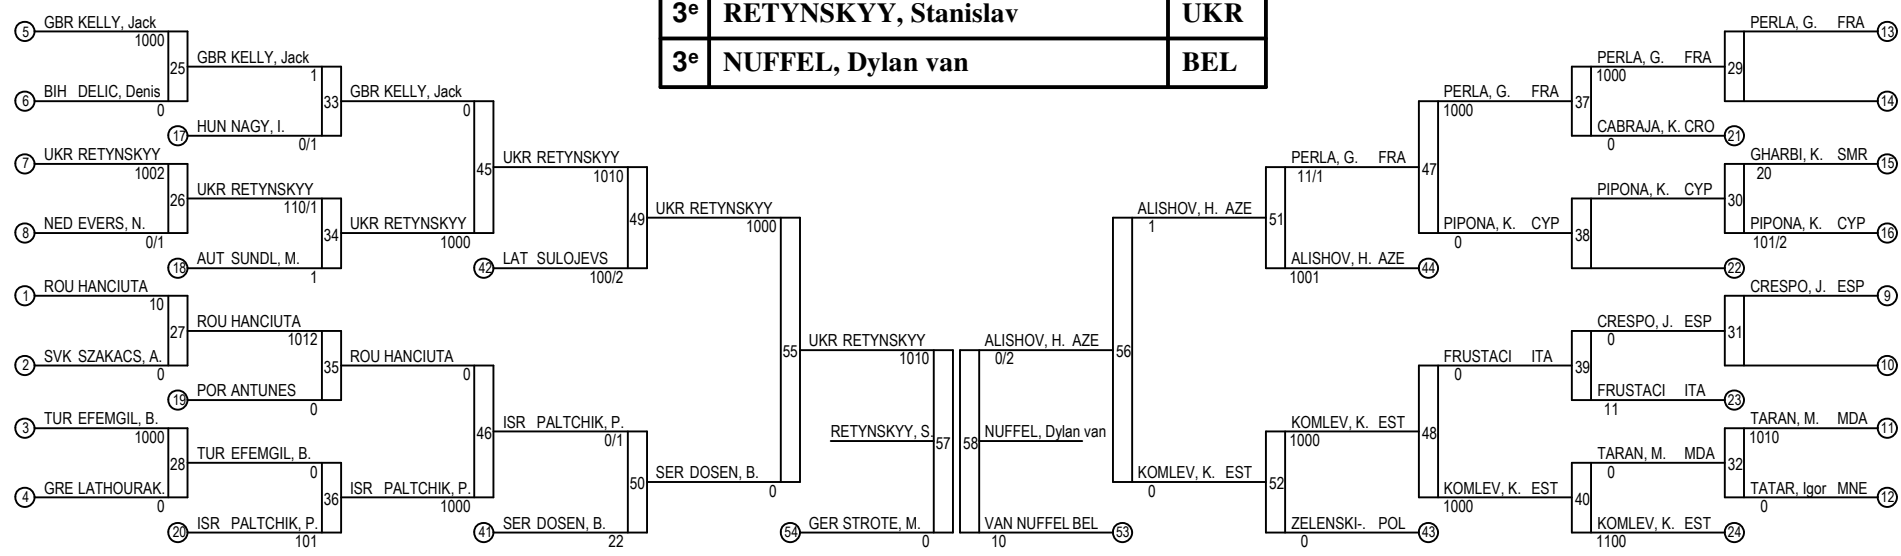 3e RETYNSKYY, Stanislav UKR
3e NUFFEL, Dylan van BEL
5 GBR KELLY, Jack
1000
25
GBR KELLY, Jack
1
6 BIH DELIC, Denis
0
33
GBR KELLY, Jack
0
17 HUN NAGY, I.
0/1
7 UKR RETYNSKYY
1002
26
UKR RETYNSKYY
110/1
8 NED EVERS, N.
0/1
34
UKR RETYNSKYY
1000
18 AUT SUNDL, M.
1
45
UKR RETYNSKYY
1010
42 LAT SULOJEVS
100/2
49
UKR RETYNSKYY
1000
1 ROU HANCIUTA
10
27
ROU HANCIUTA
1012
2 SVK SZAKACS, A.
0
35
ROU HANCIUTA
0
19 POR ANTUNES
0
3 TUR EFEMGIL, B.
1000
28
TUR EFEMGIL, B.
0
4 GRE LATHOURAK.
0
36
ISR PALTCHIK, P.
1000
20 ISR PALTCHIK, P.
101
46
ISR PALTCHIK, P.
0/1
41 SER DOSEN, B.
22
50
SER DOSEN, B.
0
55
UKR RETYNSKYY
1010
RETYNSKYY, S.
57
54 GER STROTE, M.
0
ALISHOV, H. AZE
0/2
58
NUFFEL, Dylan van
VAN NUFFEL BEL 53
10
56
ALISHOV, H. AZE
1
KOMLEV, K. EST
0
51
PERLA, G. FRA
11/1
ALISHOV, H. AZE 44
1001
52
KOMLEV, K. EST
1000
ZELENSKI-. POL 43
0
47
PERLA, G. FRA
1000
PIPONA, K. CYP
0
48
FRUSTACI ITA
0
KOMLEV, K. EST
1000
37
PERLA, G. FRA
1000
CABRAJA, K. CRO 21
0
38
PIPONA, K. CYP
22
39
CRESPO, J. ESP
0
FRUSTACI ITA 23
11
40
TARAN, M. MDA
0
KOMLEV, K. EST 24
1100
29
PERLA, G. FRA 13
14
30
GHARBI, K. SMR 15
20
PIPONA, K. CYP 16
101/2
31
CRESPO, J. ESP 9
10
32
TARAN, M. MDA 11
1010
TATAR, Igor MNE 12
0